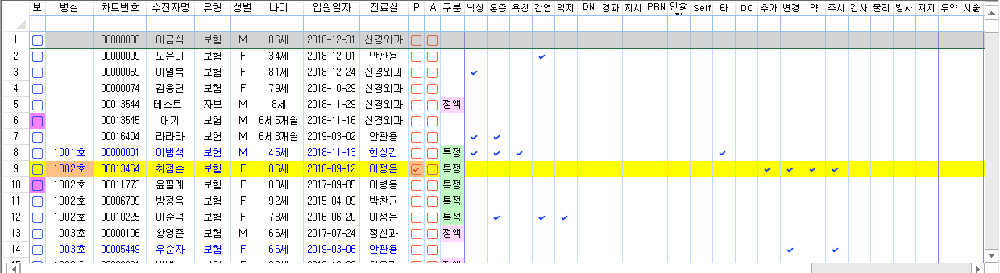 보 병실 차트번호 수진자명 유형 성별 나이 입원일자 진료실 P A 구분 낙상 통증 욕창 감염 억제 DN 경과 지시 PRN 인슐 Self 타 DC 추가 변경 약 주사 검사 물리 방사 처치 투약 시술
1 00000006 이금식 보험 M 86세 2018-12-31 신경외과
2 00000009 도은아 보험 F 34세 2018-12-01 안관용
3 00000059 이열복 보험 F 81세 2018-12-24 신경외과
4 00000074 김용연 보험 F 79세 2018-10-29 신경외과
5 00013544 테스트1 자보 M 8세 2018-11-29 신경외과 정액
6 00013545 애기 보험 M 6세5개월 2018-11-16 신경외과
7 00016404 라라라 보험 M 6세8개월 2019-03-02 안관용
8 1001호 00000001 이범석 보험 M 45세 2018-11-13 한상건 특정
9 1002호 00013464 최점순 보험 F 86세 2018-09-12 이정은 특정
10 1002호 00011773 윤필례 보험 F 88세 2017-09-05 이병용 특정
11 1002호 00006709 방정옥 보험 F 92세 2015-04-09 박찬균 특정
12 1002호 00010225 이순덕 보험 F 73세 2016-06-20 이정은 특정
13 1003호 00000106 황영준 보험 M 66세 2017-07-24 정신과 정액
14 1003호 00005449 우순자 보험 F 66세 2019-03-06 안관용